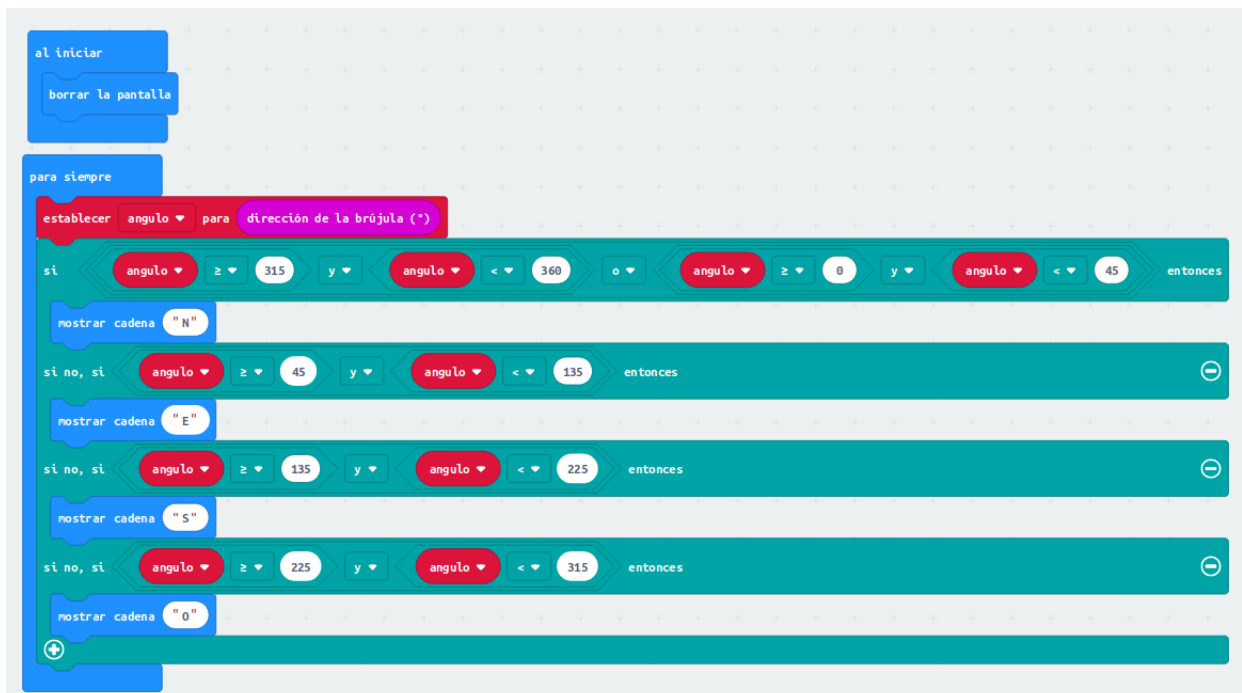 al iniciar
borrar la pantalla
para siempre
establecer angulo para dirección de la brújula (°)
si angulo ≥ 315 y angulo < 360 o angulo ≥ 0 y angulo < 45 entonces
mostrar cadena "N"
si no, si angulo ≥ 45 y angulo < 135 entonces
mostrar cadena "E"
si no, si angulo ≥ 135 y angulo < 225 entonces
mostrar cadena "S"
si no, si angulo ≥ 225 y angulo < 315 entonces
mostrar cadena "O"